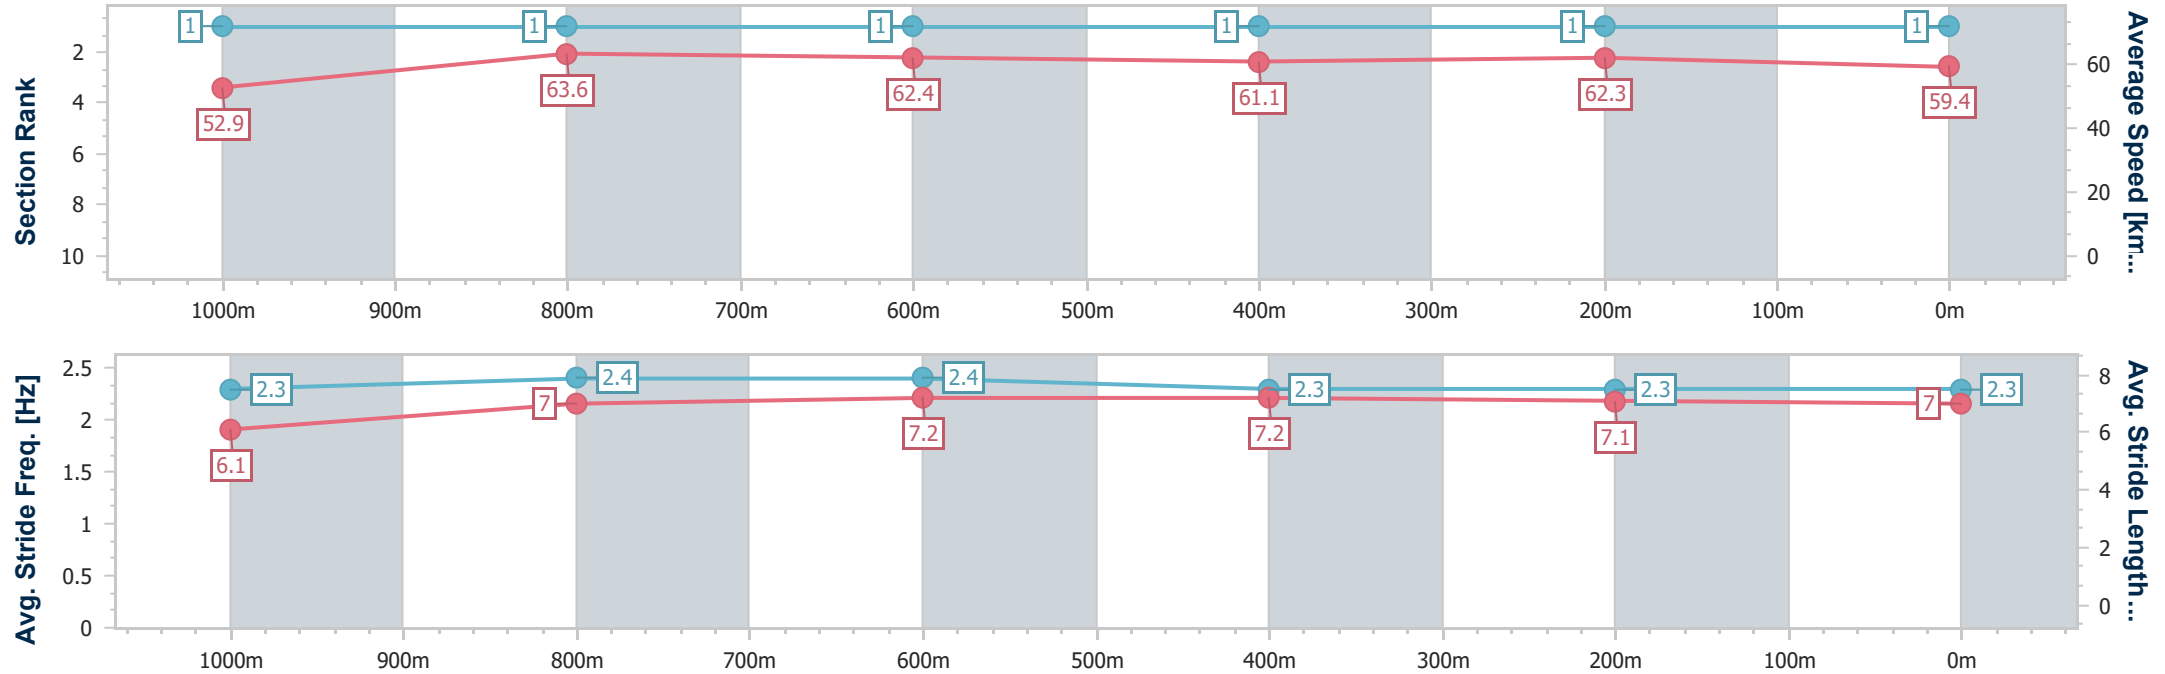 Section Rank
2
4
6
8
10
1
1
1
1
1
1
52.9
63.6
62.4
61.1
62.3
59.4
60
40
20
0
Average Speed [km...
1000m
900m
800m
700m
600m
500m
400m
300m
200m
100m
0m
Avg. Stride Freq. [Hz]
2.5
2
1.5
1
0.5
0
2.3
2.4
2.4
2.3
2.3
2.3
6.1
7
7.2
7.2
7.1
7
8
6
4
2
0
Avg. Stride Length...
1000m
900m
800m
700m
600m
500m
400m
300m
200m
100m
0m